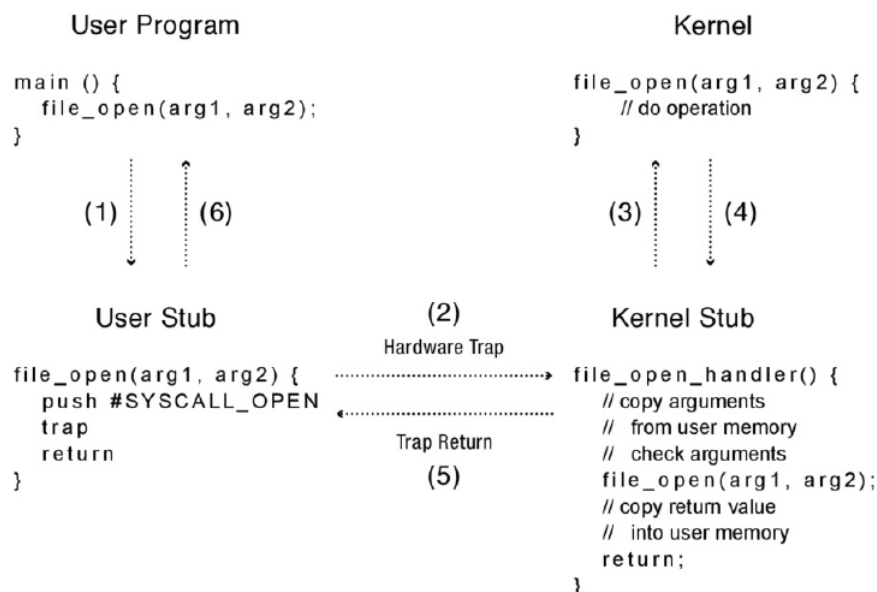 User Program
main () {
file_open(arg1, arg2);
}
(1)
(6)
Kernel
file_open(arg1, arg2) {
// do operation
}
(3)
(4)
User Stub
file_open(arg1, arg2) {
push #SYSCALL_OPEN
trap
return
}
(2)
Hardware Trap
Trap Return
(5)
Kernel Stub
file_open_handler() {
// copy arguments
// from user memory
// check arguments
file_open(arg1, arg2);
// copy return value
// into user memory
return;
}